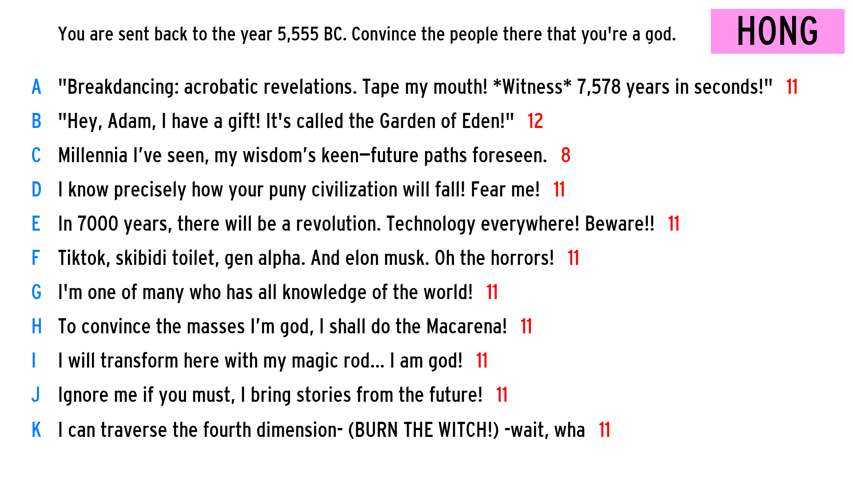 You are sent back to the year 5,555 BC. Convince the people there that you're a god.
HONG
A "Breakdancing: acrobatic revelations. Tape my mouth! *Witness* 7,578 years in seconds!" 11
B "Hey, Adam, I have a gift! It's called the Garden of Eden!" 12
C Millennia I’ve seen, my wisdom’s keen—future paths foreseen. 8
D I know precisely how your puny civilization will fall! Fear me! 11
E In 7000 years, there will be a revolution. Technology everywhere! Beware!! 11
F Tiktok, skibidi toilet, gen alpha. And elon musk. Oh the horrors! 11
G I'm one of many who has all knowledge of the world! 11
H To convince the masses I’m god, I shall do the Macarena! 11
I I will transform here with my magic rod... I am god! 11
J Ignore me if you must, I bring stories from the future! 11
K I can traverse the fourth dimension- (BURN THE WITCH!) -wait, wha 11